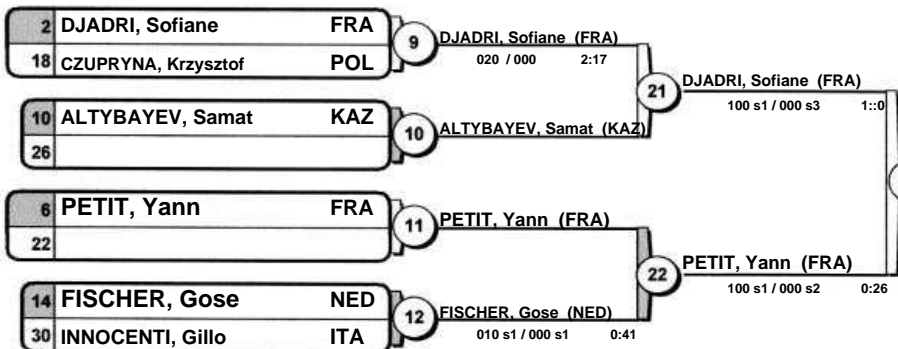 2 DJADRI, Sofiane FRA
18 CZUPRYNA, Krzysztof POL
9
DJADRI, Sofiane (FRA)
020 / 000 2:17
10 ALTYBAYEV, Samat KAZ
26
10
ALTYBAYEV, Samat (KAZ)
21
DJADRI, Sofiane (FRA)
100 s1 / 000 s3 1::0
6 PETIT, Yann FRA
22
11
PETIT, Yann (FRA)
14 FISCHER, Gose NED
30 INNOCENTI, Gillo ITA
12
FISCHER, Gose (NED)
010 s1 / 000 s1 0:41
22
PETIT, Yann (FRA)
100 s1 / 000 s2 0:26